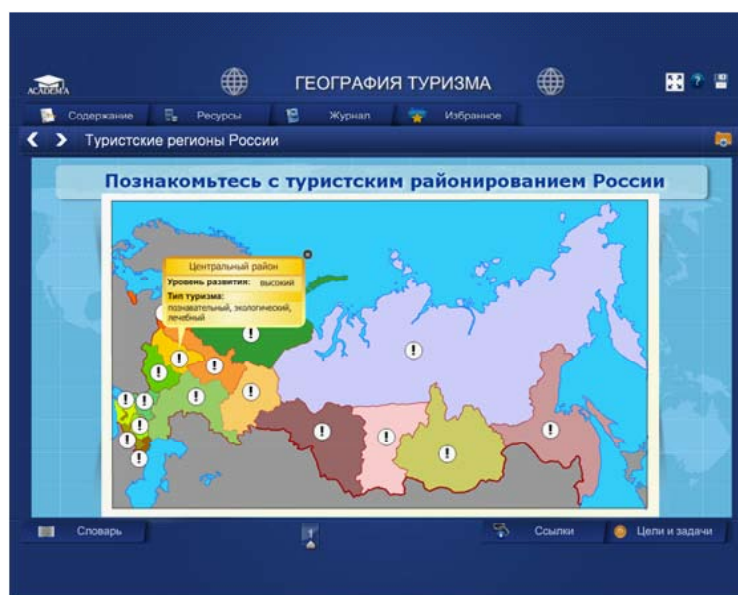 ACADEMA
ГЕОГРАФИЯ ТУРИЗМА
Содержание
Ресурсы
Журнал
Избранное
Туристские регионы России
Познакомьтесь с туристским районированием России
Центральный район
Уровень развития: высокий
Тип туризма:
познавательный, экологический,
лечебный
!
!
!
!
!
!
!
!
!
!
!
!
!
!
Словарь
1
Ссылки
Цели и задачи